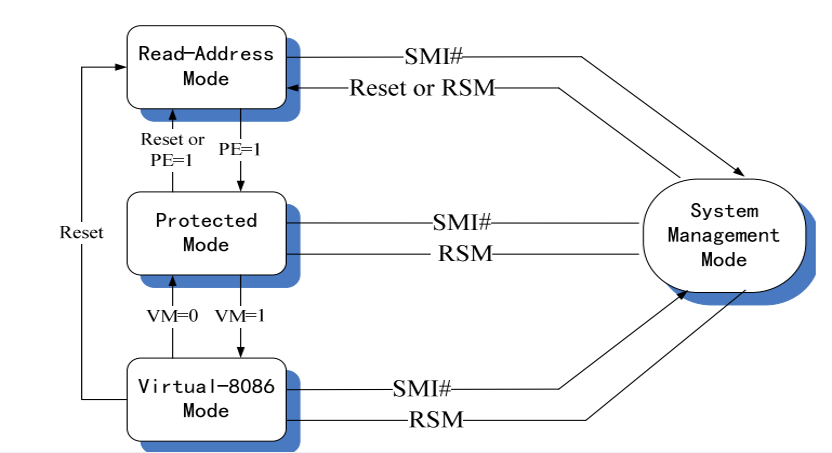 Read-Address
Mode
SMI#
Reset or RSM
Reset or
PE=1
PE=1
Protected
Mode
SMI#
RSM
System
Management
Mode
Reset
VM=0
VM=1
Virtual-8086
Mode
SMI#
RSM